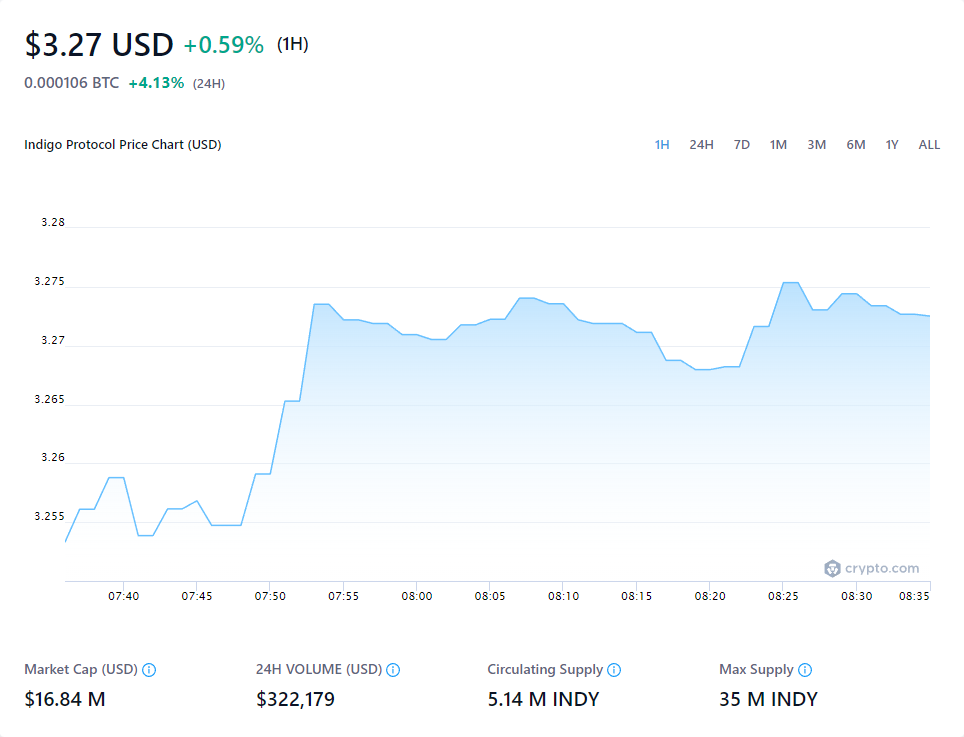 $3.27 USD +0.59% (1H)
0.000106 BTC +4.13% (24H)
Indigo Protocol Price Chart (USD) 1H 24H 7D 1M 3M 6M 1Y ALL
3.28
3.275
3.27
3.265
3.26
3.255
crypto.com
07:40 07:45 07:50 07:55 08:00 08:05 08:10 08:15 08:20 08:25 08:30 08:35
Market Cap (USD) 24H VOLUME (USD) Circulating Supply Max Supply
$16.84 M $322,179 5.14 M INDY 35 M INDY